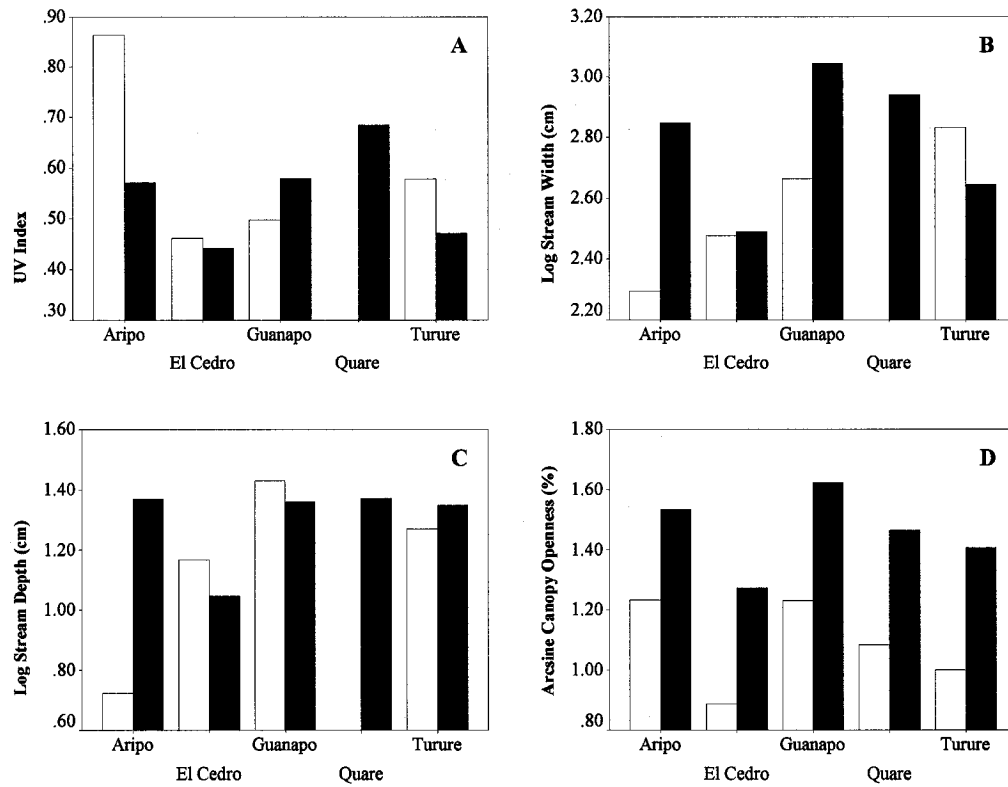 A
UV Index
.90
.80
.70
.60
.50
.40
.30
Aripo
Guanapo
Turure
El Cedro
Quare
B
Log Stream Width (cm)
3.20
3.00
2.80
2.60
2.40
2.20
Aripo
Guanapo
Turure
El Cedro
Quare
C
Log Stream Depth (cm)
1.60
1.40
1.20
1.00
.80
.60
Aripo
Guanapo
Turure
El Cedro
Quare
D
Arcsine Canopy Openness (%)
1.80
1.60
1.40
1.20
1.00
.80
Aripo
Guanapo
Turure
El Cedro
Quare